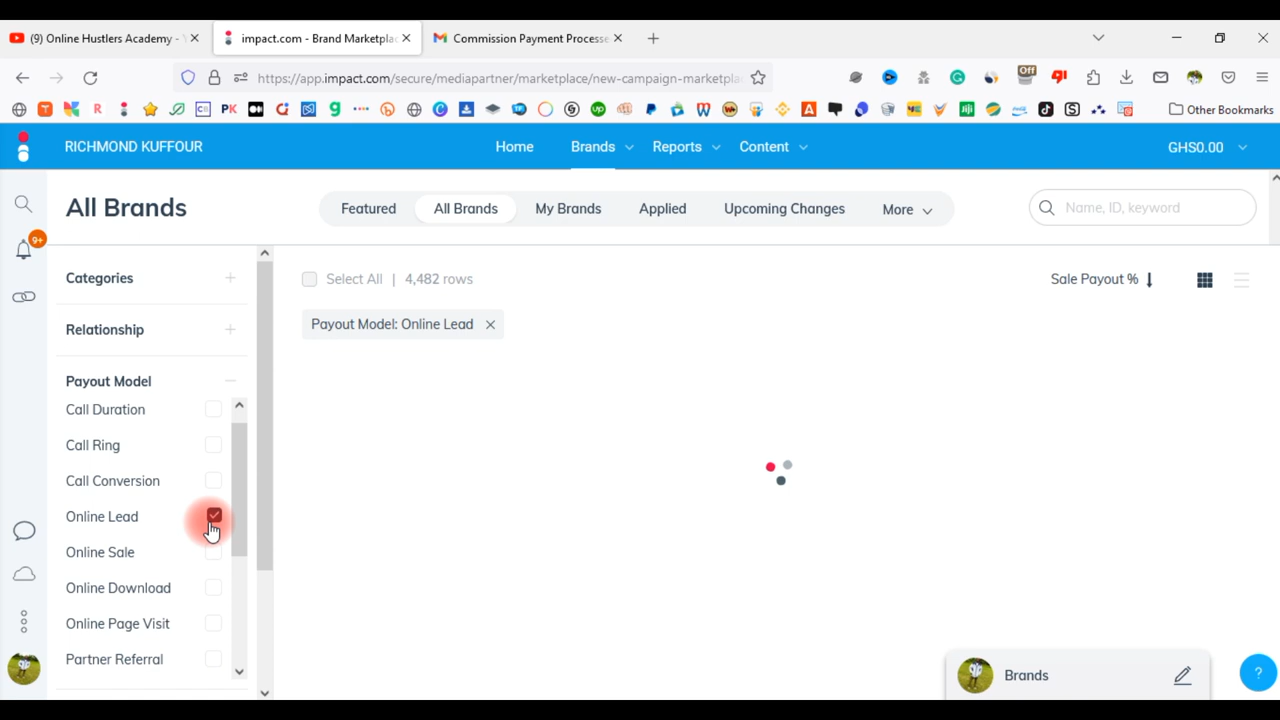 (9) Online Hustlers Academy -
impact.com - Brand Marketpla
Commission Payment Processe
https://app.impact.com/secure/mediapartner/marketplace/new-campaign-marketpla
Off
Other Bookmarks
RICHMOND KUFFOUR
Home
Brands
Reports
Content
GHS0.00
All Brands
Featured
All Brands
My Brands
Applied
Upcoming Changes
More
Name, ID, keyword
9+
Categories
Select All | 4,482 rows
Sale Payout %
Relationship
Payout Model: Online Lead
Payout Model
Call Duration
Call Ring
Call Conversion
Online Lead
Online Sale
Online Download
Online Page Visit
Partner Referral
Brands
?